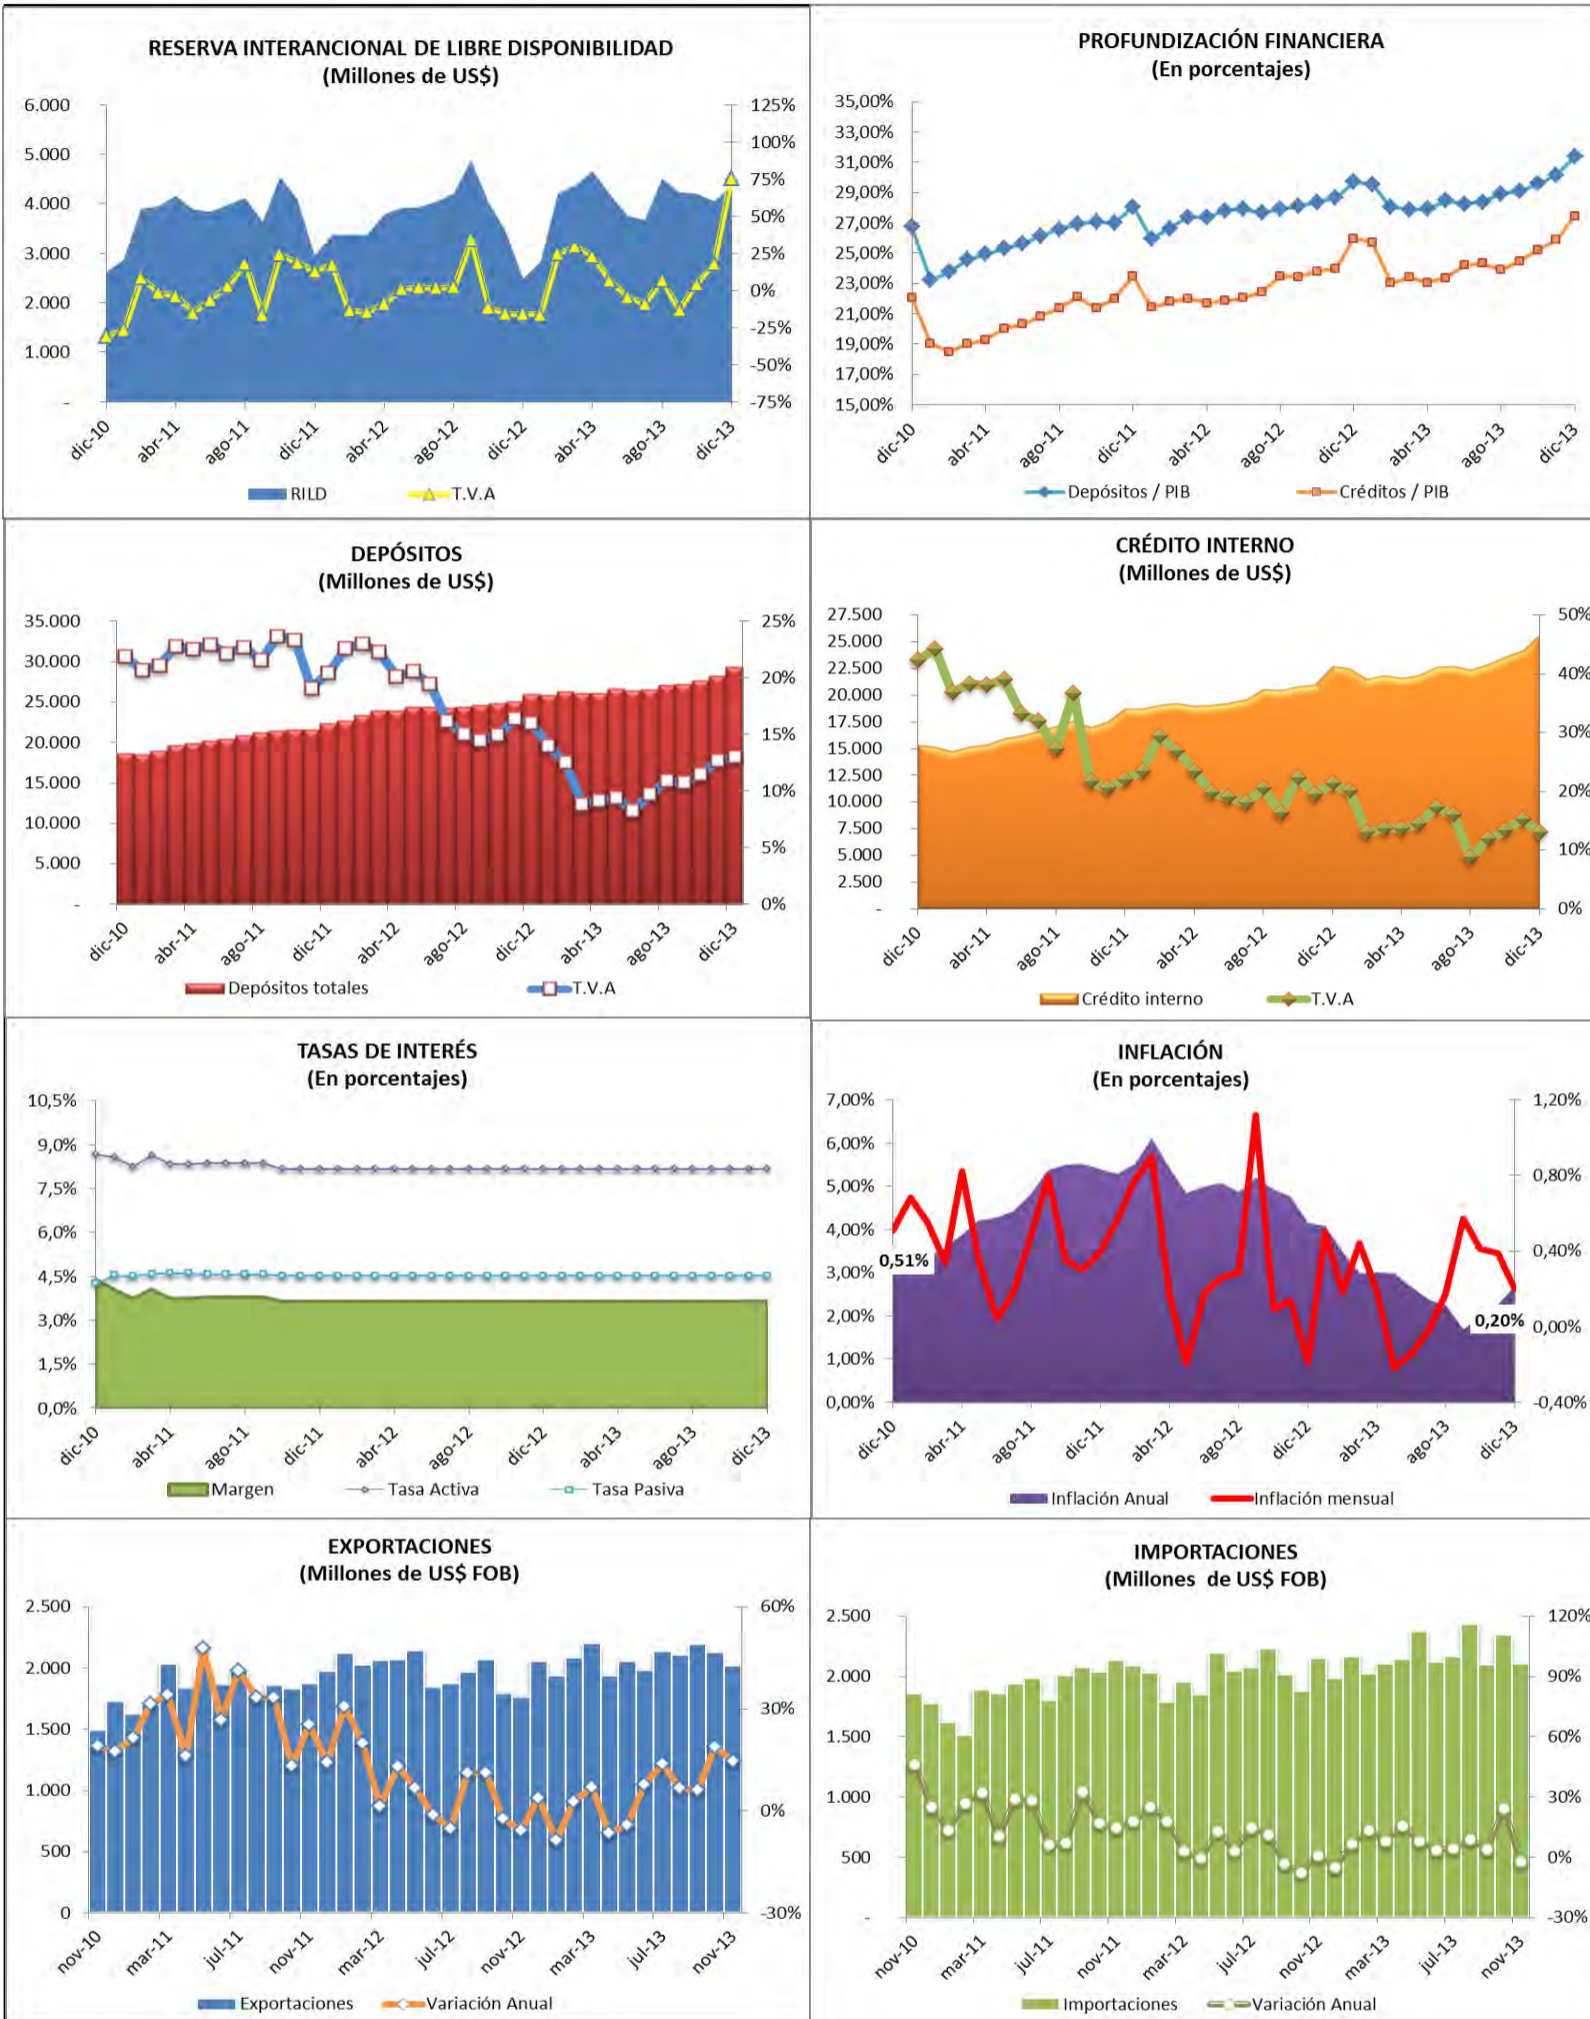 RESERVA INTERANCIONAL DE LIBRE DISPONIBILIDAD
(Millones de US$)
6.000
5.000
4.000
3.000
2.000
1.000
-
125%
100%
75%
50%
25%
0%
-25%
-50%
-75%
dic-10
abr-11
ago-11
dic-11
abr-12
ago-12
dic-12
abr-13
ago-13
dic-13
RILD
T.V.A
PROFUNDIZACIÓN FINANCIERA
(En porcentajes)
35,00%
33,00%
31,00%
29,00%
27,00%
25,00%
23,00%
21,00%
19,00%
17,00%
15,00%
dic-10
abr-11
ago-11
dic-11
abr-12
ago-12
dic-12
abr-13
ago-13
dic-13
Depósitos / PIB
Créditos / PIB
DEPÓSITOS
(Millones de US$)
35.000
30.000
25.000
20.000
15.000
10.000
5.000
-
25%
20%
15%
10%
5%
0%
dic-10
abr-11
ago-11
dic-11
abr-12
ago-12
dic-12
abr-13
ago-13
dic-13
Depósitos totales
T.V.A
CRÉDITO INTERNO
(Millones de US$)
27.500
25.000
22.500
20.000
17.500
15.000
12.500
10.000
7.500
5.000
2.500
-
50%
40%
30%
20%
10%
0%
dic-10
abr-11
ago-11
dic-11
abr-12
ago-12
dic-12
abr-13
ago-13
dic-13
Crédito interno
T.V.A
TASAS DE INTERÉS
(En porcentajes)
10,5%
9,0%
7,5%
6,0%
4,5%
3,0%
1,5%
0,0%
dic-10
abr-11
ago-11
dic-11
abr-12
ago-12
dic-12
abr-13
ago-13
dic-13
Margen
Tasa Activa
Tasa Pasiva
INFLACIÓN
(En porcentajes)
7,00%
6,00%
5,00%
4,00%
3,00%
2,00%
1,00%
0,00%
0,51%
0,20%
1,20%
0,80%
0,40%
0,00%
-0,40%
dic-10
abr-11
ago-11
dic-11
abr-12
ago-12
dic-12
abr-13
ago-13
dic-13
Inflación Anual
Inflación mensual
EXPORTACIONES
(Millones de US$ FOB)
2.500
2.000
1.500
1.000
500
0
60%
30%
0%
-30%
nov-10
mar-11
jul-11
nov-11
mar-12
jul-12
nov-12
mar-13
jul-13
nov-13
Exportaciones
Variación Anual
IMPORTACIONES
(Millones de US$ FOB)
2.500
2.000
1.500
1.000
500
-
120%
90%
60%
30%
0%
-30%
nov-10
mar-11
jul-11
nov-11
mar-12
jul-12
nov-12
mar-13
jul-13
nov-13
Importaciones
Variación Anual